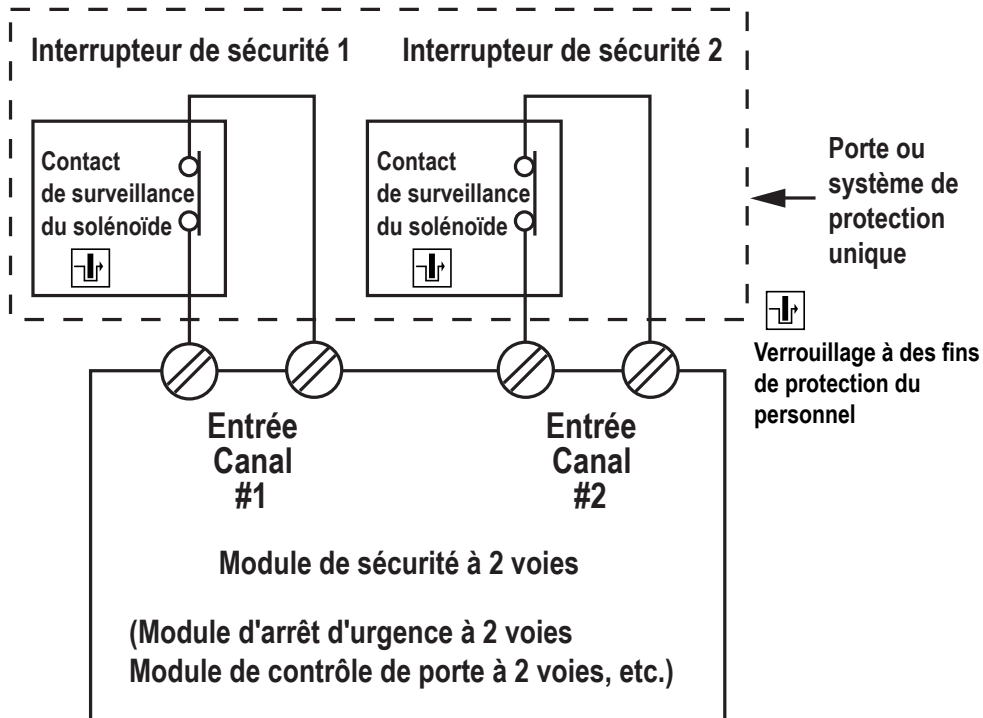 Interrupteur de sécurité 1
Interrupteur de sécurité 2
Contact
de surveillance
du solénoïde
Contact
de surveillance
du solénoïde
Porte ou
système de
protection
unique
Verrouillage à des fins
de protection du
personnel
Entrée
Canal
#1
Entrée
Canal
#2
Module de sécurité à 2 voies
(Module d'arrêt d'urgence à 2 voies
Module de contrôle de porte à 2 voies, etc.)